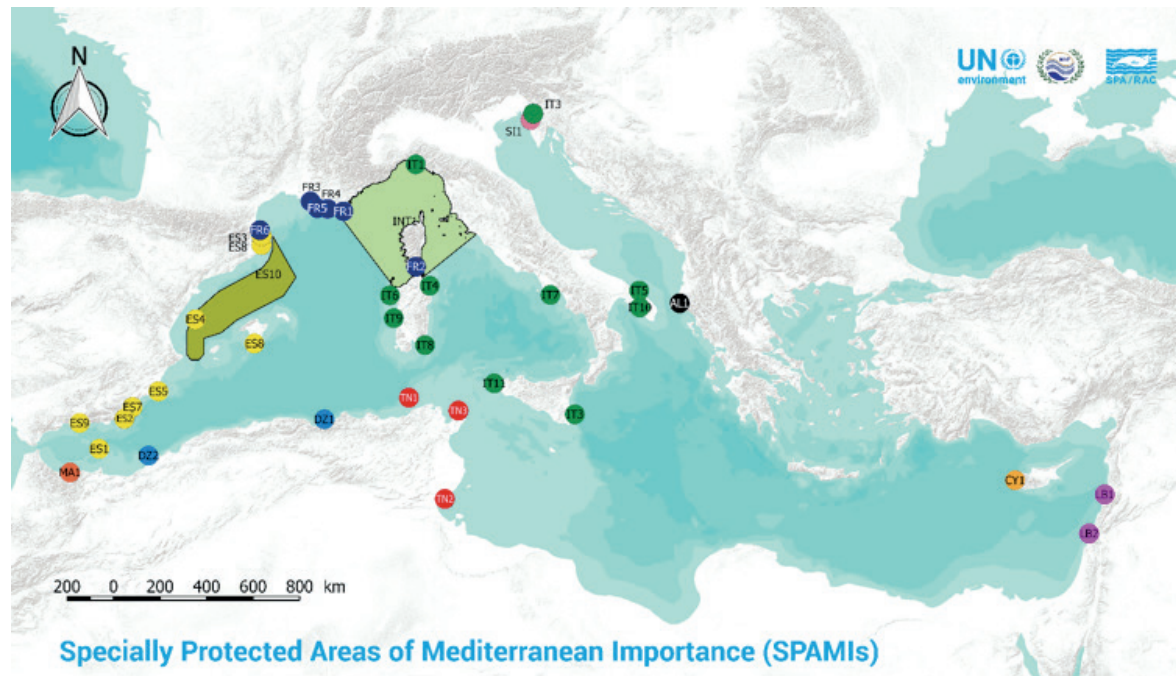 N
UN
environment
SPA/RAC
IT3
SI1
IT1
FR3
FR4
FR5
FR1
INT1
FR6
ES3
ES8
FR2
ES10
IT4
IT6
IT5
IT7
AL1
IT10
ES4
IT9
ES8
IT8
IT11
ES5
TN1
ES7
TN3
IT3
ES2
DZ1
ES9
ES1
DZ2
MA1
CY1
LB1
TN2
LB2
200 0 200 400 600 800 km
Specially Protected Areas of Mediterranean Importance (SPAMIs)